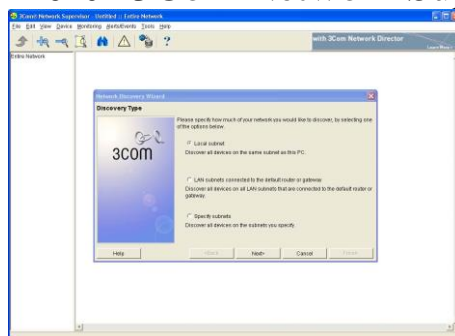 3Com® Network Supervisor - Untitled :: Entire Network
File Edit View Device Monitoring Alerts/Events Tools Help
with 3Com Network Director
Learn More
Entire Network
Network Discovery Wizard
Discovery Type
Please specify how much of your network you would like to discover, by selecting one
of the options below.
3COM
Local subnet
Discover all devices on the same subnet as this PC.
LAN subnets connected to the default router or gateway
Discover all devices on all LAN subnets that are connected to the default router or
gateway.
Specify subnets
Discover all devices on the subnets you specify.
Help
Next>
Cancel